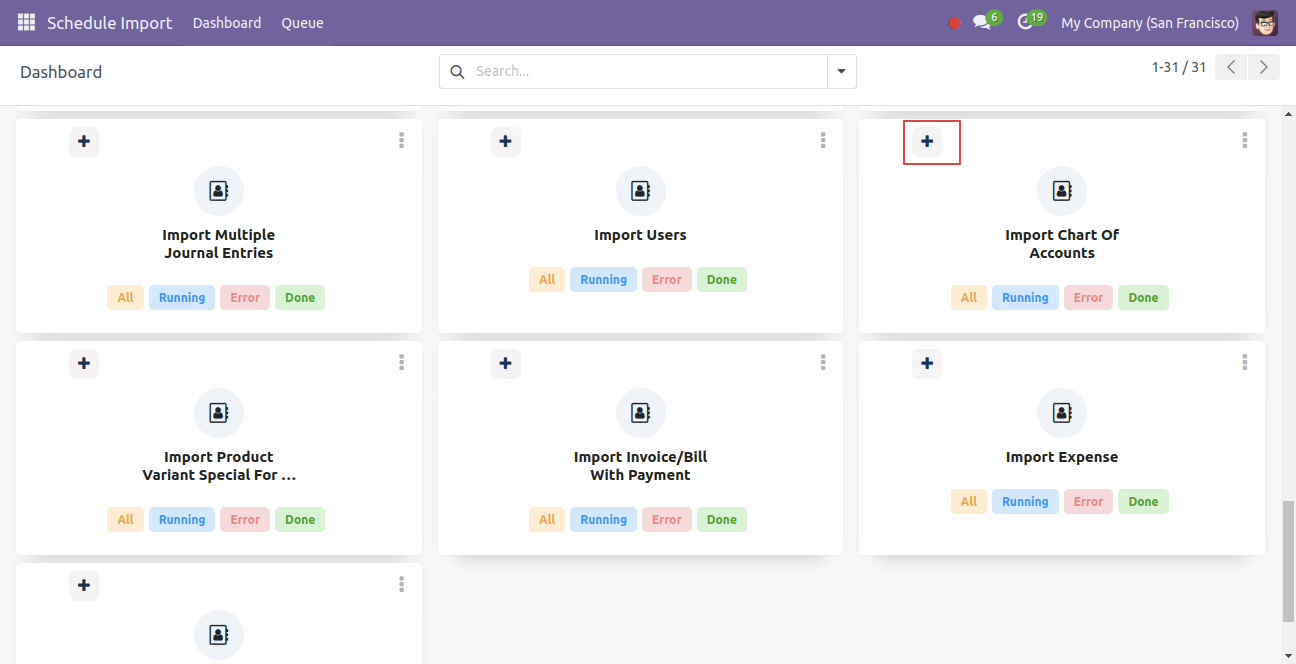 Schedule Import Dashboard Queue 6 19 My Company (San Francisco)
Dashboard Search... 1-31 / 31
Import Multiple
Journal Entries
All Running Error Done
Import Users
All Running Error Done
Import Chart Of
Accounts
All Running Error Done
Import Product
Variant Special For ...
All Running Error Done
Import Invoice/Bill
With Payment
All Running Error Done
Import Expense
All Running Error Done